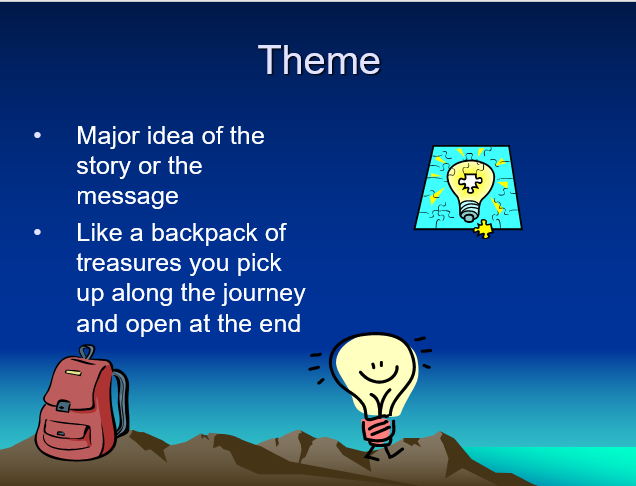 Theme
• Major idea of the
story or the
message
• Like a backpack of
treasures you pick
up along the journey
and open at the end